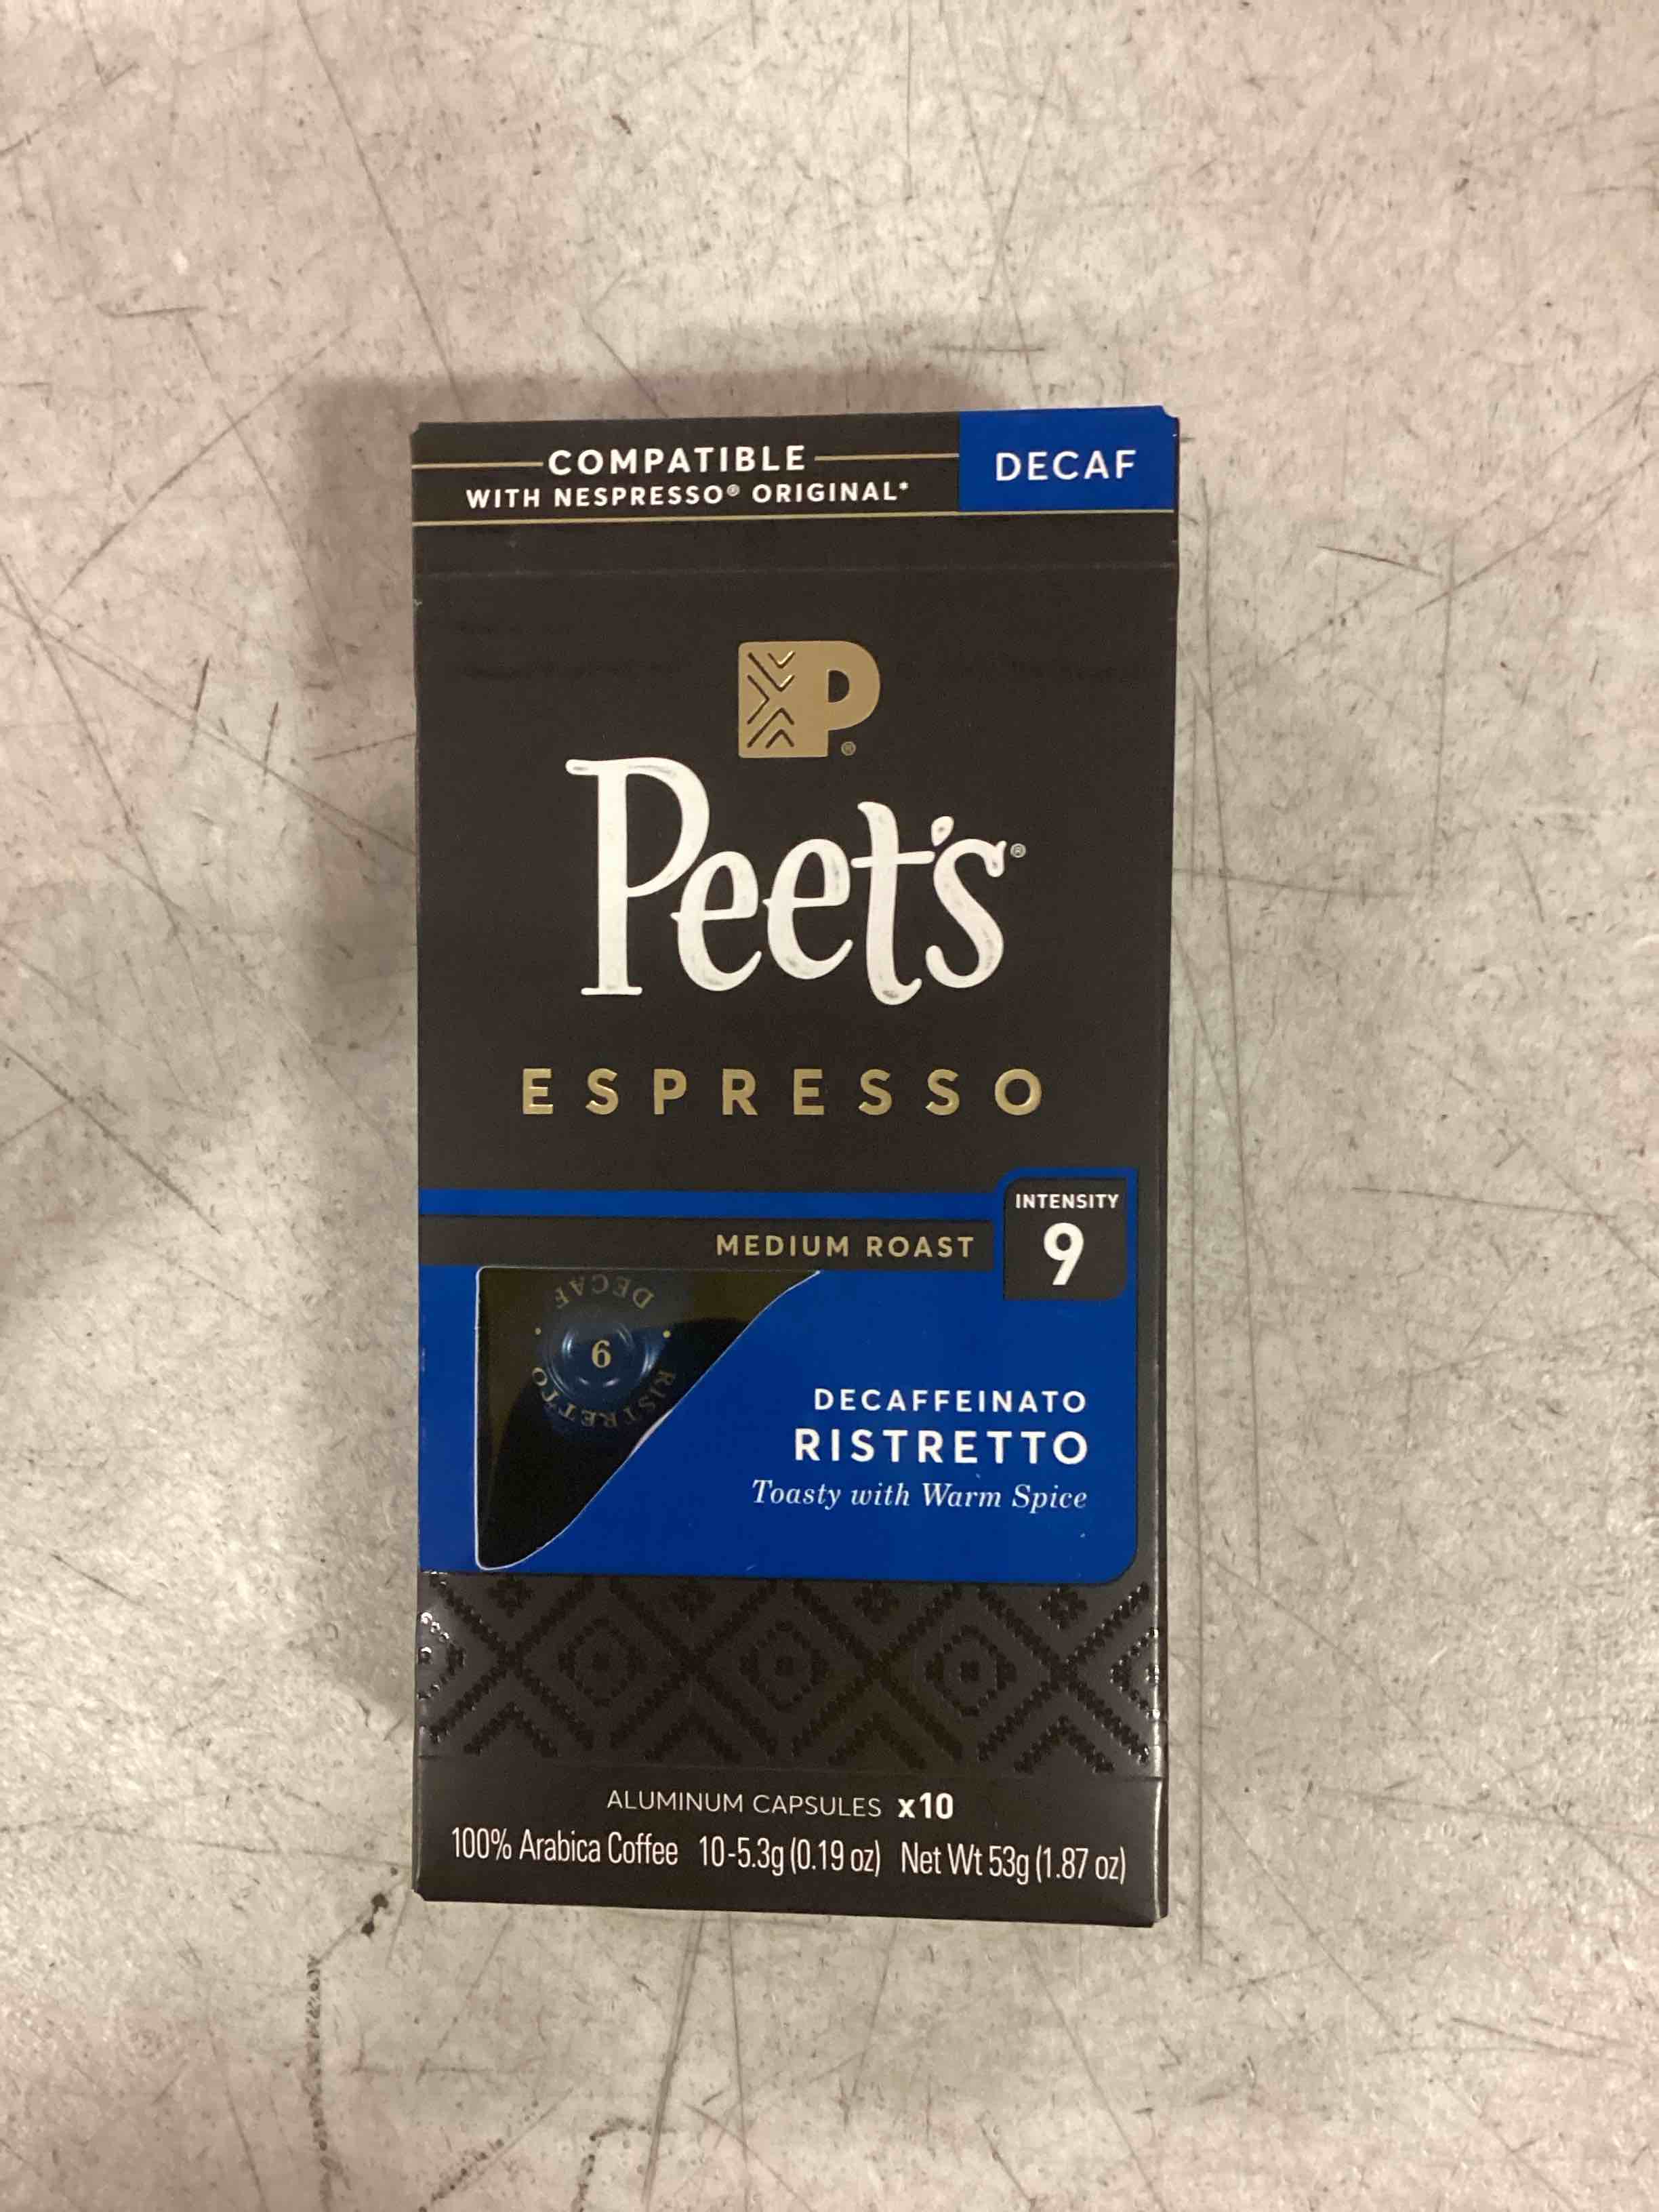 COMPATIBLE
WITH NESPRESSO® ORIGINAL*
DECAF
P®
Peet's®
ESPRESSO
INTENSITY
9
MEDIUM ROAST
DECAF
9
RISTRETTO
DECAFFEINATO
RISTRETTO
Toasty with Warm Spice
ALUMINUM CAPSULES x10
100% Arabica Coffee 10-5.3g (0.19 oz) Net Wt 53g (1.87 oz)